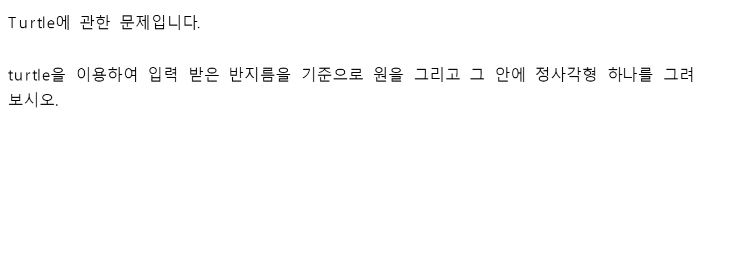 Turtle에 관한 문제입니다.
turtle을 이용하여 입력 받은 반지름을 기준으로 원을 그리고 그 안에 정사각형 하나를 그려
보시오.